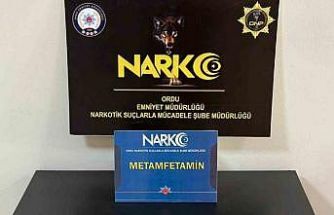 NARKO
ORDU
EMNİYET MÜDÜRLÜĞÜ
NARKOTİK SUÇLARLA MÜCADELE ŞUBE MÜDÜRLÜĞÜ
NARKO
METAMFETAMİN